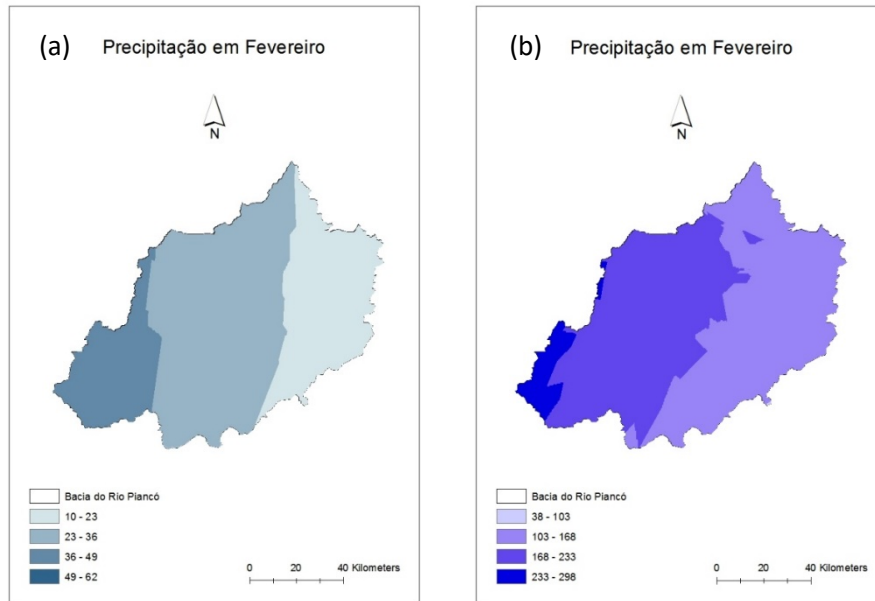 (a) Precipitação em Fevereiro
N
Bacia do Rio Piancó
10 - 23
23 - 36
36 - 49
49 - 62
0 20 40 Kilometers
(b) Precipitação em Fevereiro
N
Bacia do Rio Piancó
38 - 103
103 - 168
168 - 233
233 - 298
0 20 40 Kilometers